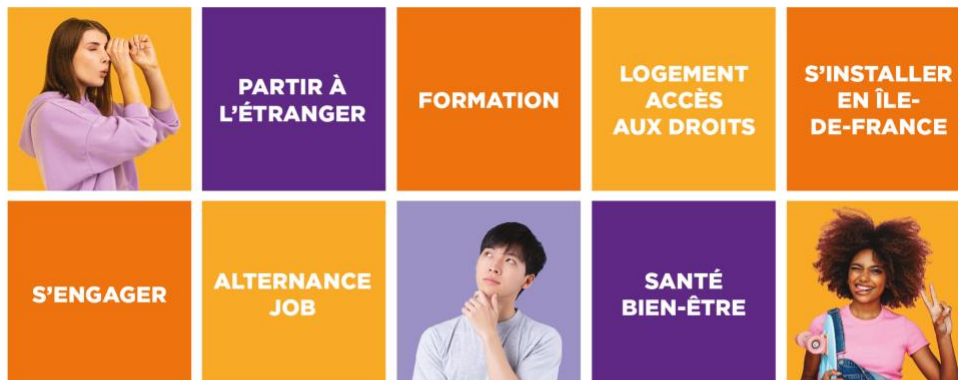 PARTIR À
L'ÉTRANGER
FORMATION
LOGEMENT
ACCÈS
AUX DROITS
S'INSTALLER
EN ÎLE-
DE-FRANCE
S'ENGAGER
ALTERNANCE
JOB
SANTÉ
BIEN-ÊTRE